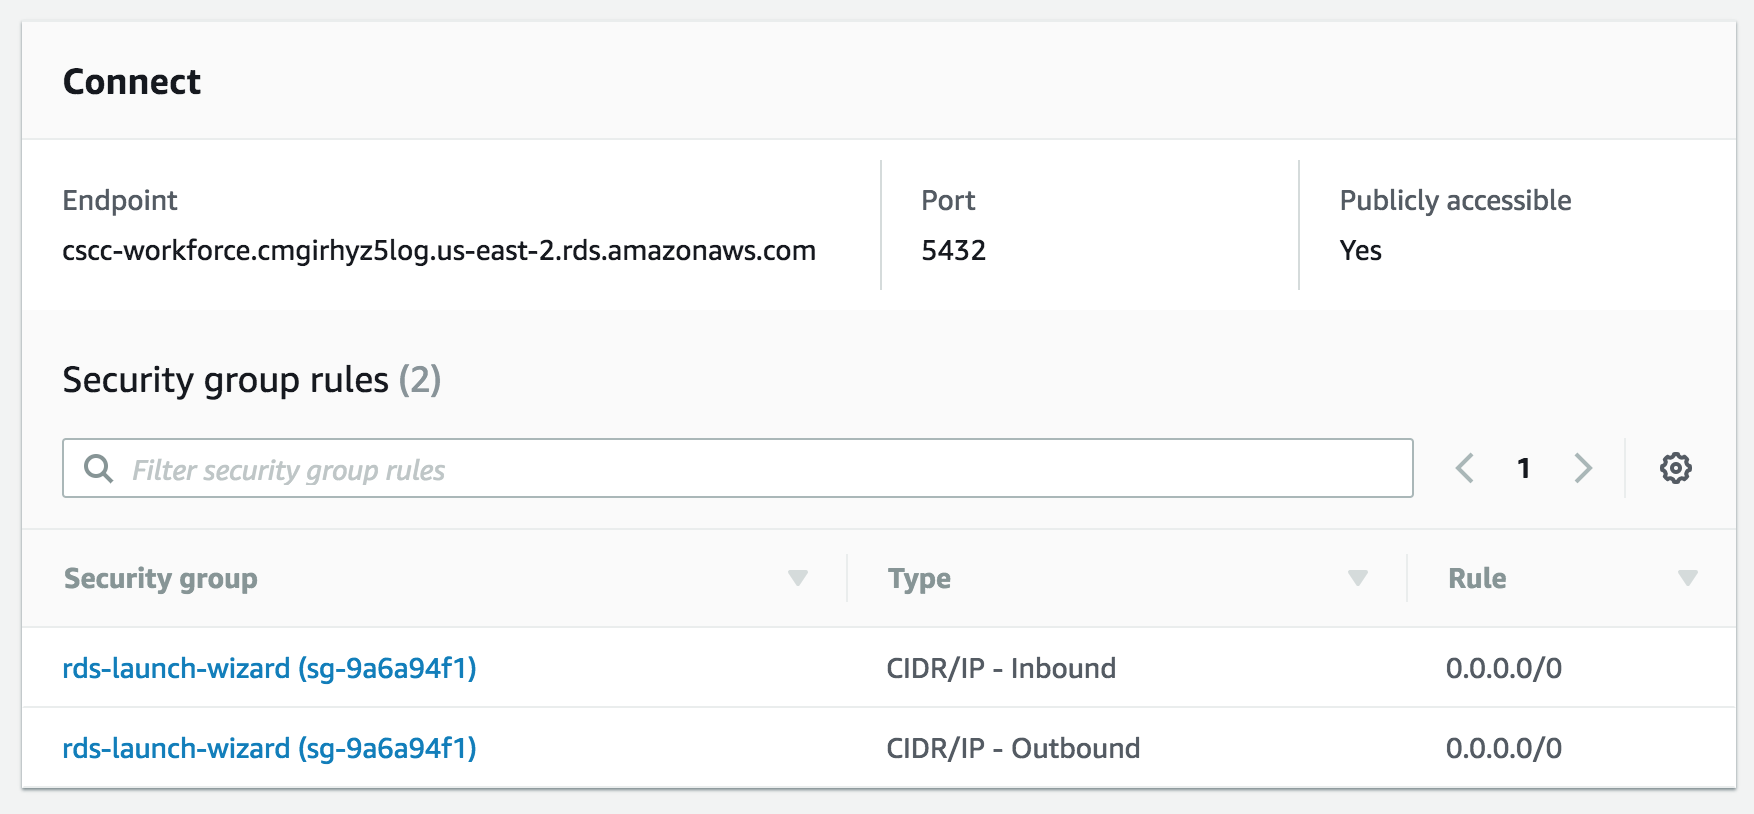 Connect
Endpoint
cscc-workforce.cmgirhyz5log.us-east-2.rds.amazonaws.com
Port
5432
Publicly accessible
Yes
Security group rules (2)
Filter security group rules
1
Security group Type Rule
rds-launch-wizard (sg-9a6a94f1) CIDR/IP - Inbound 0.0.0.0/0
rds-launch-wizard (sg-9a6a94f1) CIDR/IP - Outbound 0.0.0.0/0